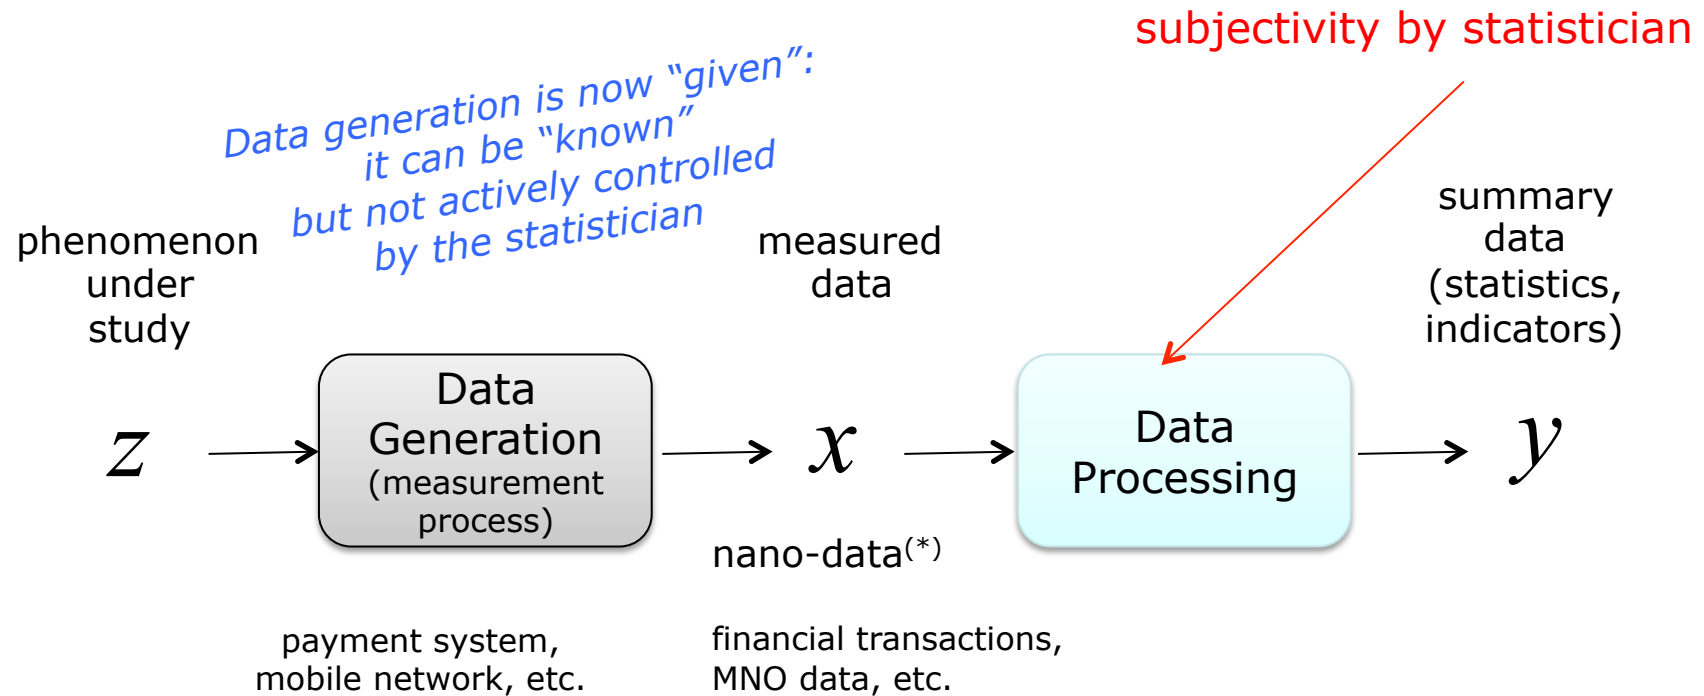 subjectivity by statistician
Data generation is now “given”:
it can be “known”
but not actively controlled
by the statistician
phenomenon
under
study
measured
data
summary
data
(statistics,
indicators)
z
Data
Generation
(measurement
process)
x
Data
Processing
y
nano-data(*)
payment system,
mobile network, etc.
financial transactions,
MNO data, etc.